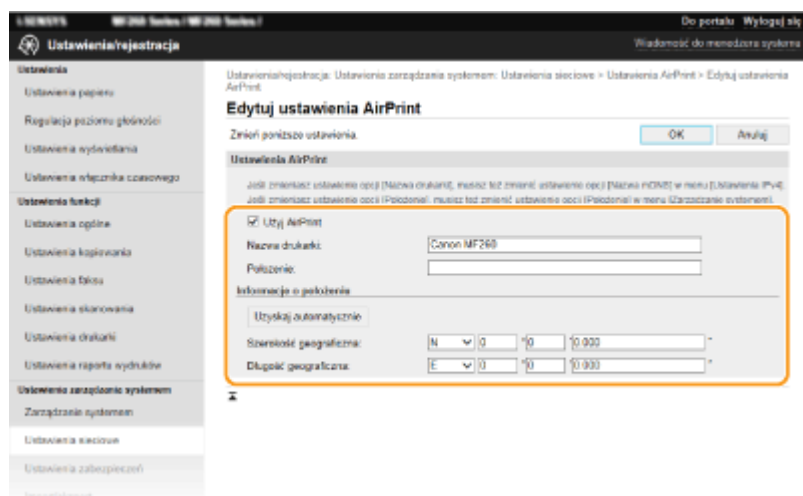 Do portalu Wyloguj się
Ustawienia/rejestracja
Wiadomość do menedżera systemu
Ustawienia
Ustawienia papieru
Regulacja poziomu głośności
Ustawienia wyświetlania
Ustawienia włącznika czasowego
Ustawienia funkcji
Ustawienia ogólne
Ustawienia kopiowania
Ustawienia faksu
Ustawienia skanowania
Ustawienia drukarki
Ustawienia raportu wydruków
Ustawienia zarządzania systemem
Zarządzanie systemem
Ustawienia sieciowe
Ustawienia zabezpieczeń
Ustawienia/rejestracja: Ustawienia zarządzania systemem: Ustawienia sieciowe > Ustawienia AirPrint > Edytuj ustawienia
AirPrint
Edytuj ustawienia AirPrint
Zmień poniższe ustawienia.
OK Anuluj
Ustawienia AirPrint
Jeśli zmieniasz ustawienie opcji [Nazwa drukarki], musisz też zmienić ustawienie opcji [Nazwa mDNS] w menu [Ustawienia IPv4].
Jeśli zmieniasz ustawienie opcji [Położenie], musisz też zmienić ustawienie opcji [Położenie] w menu [Zarządzanie systemem].
Użyj AirPrint
Nazwa drukarki: Canon MF260
Położenie:
Informacje o położeniu
Uzyskaj automatycznie
Szerokość geograficzna: N 0 ° 0 ' 0.000 "
Długość geograficzna: E 0 ° 0 ' 0.000 "